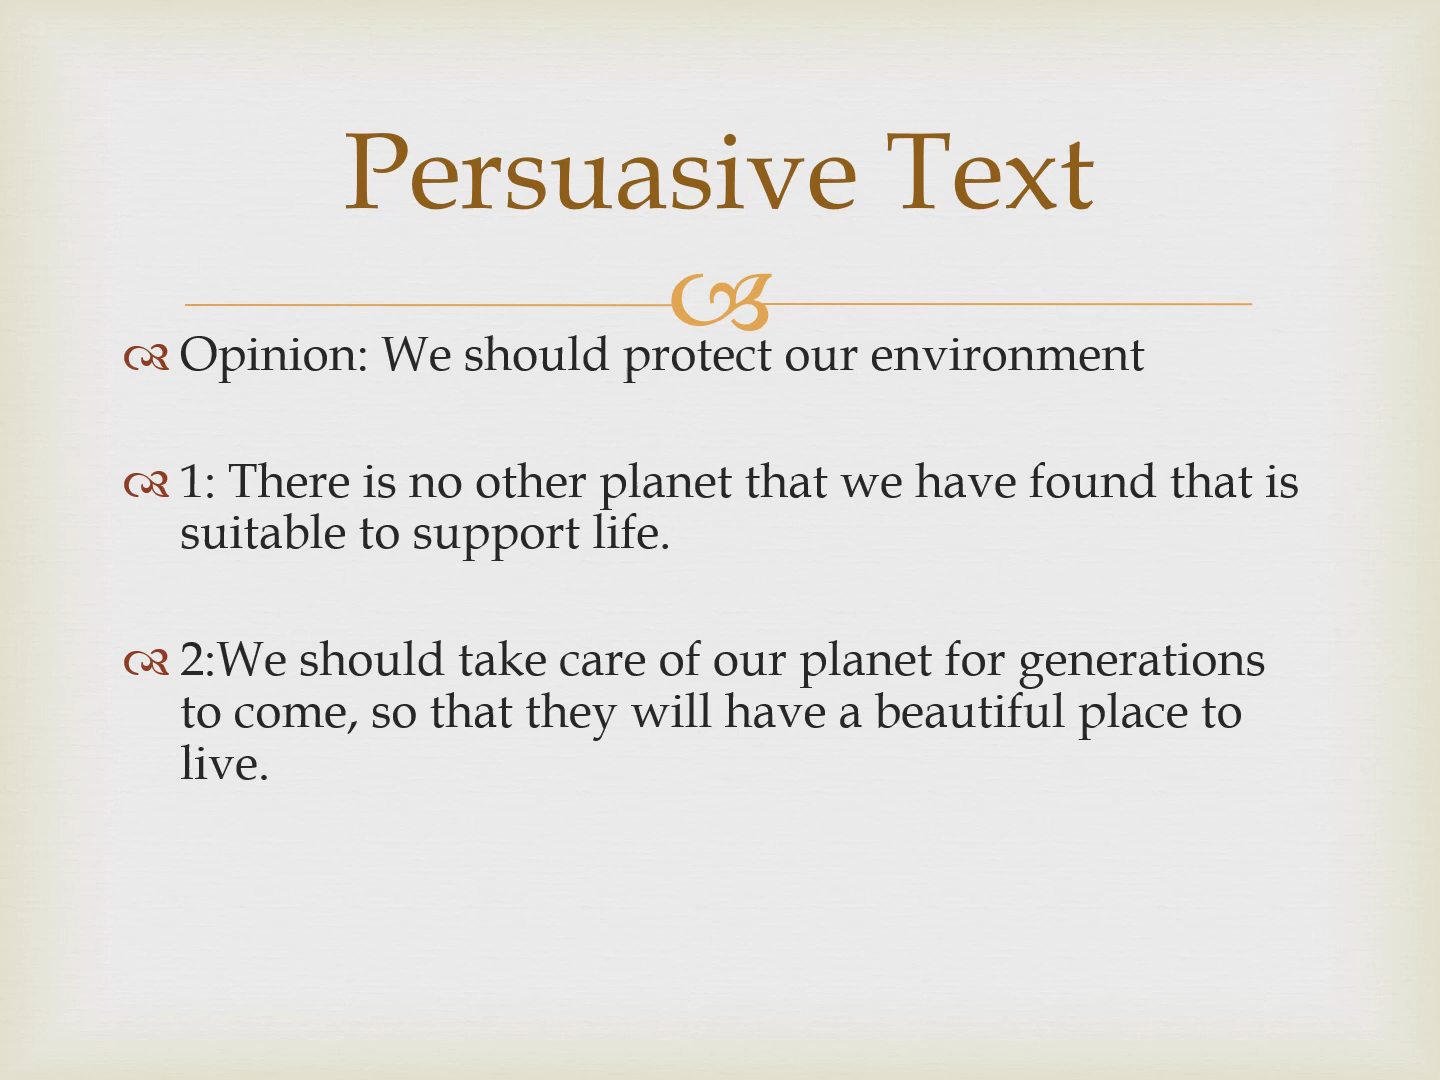 Persuasive Text
Opinion: We should protect our environment
1: There is no other planet that we have found that is
suitable to support life.
2:We should take care of our planet for generations
to come, so that they will have a beautiful place to
live.